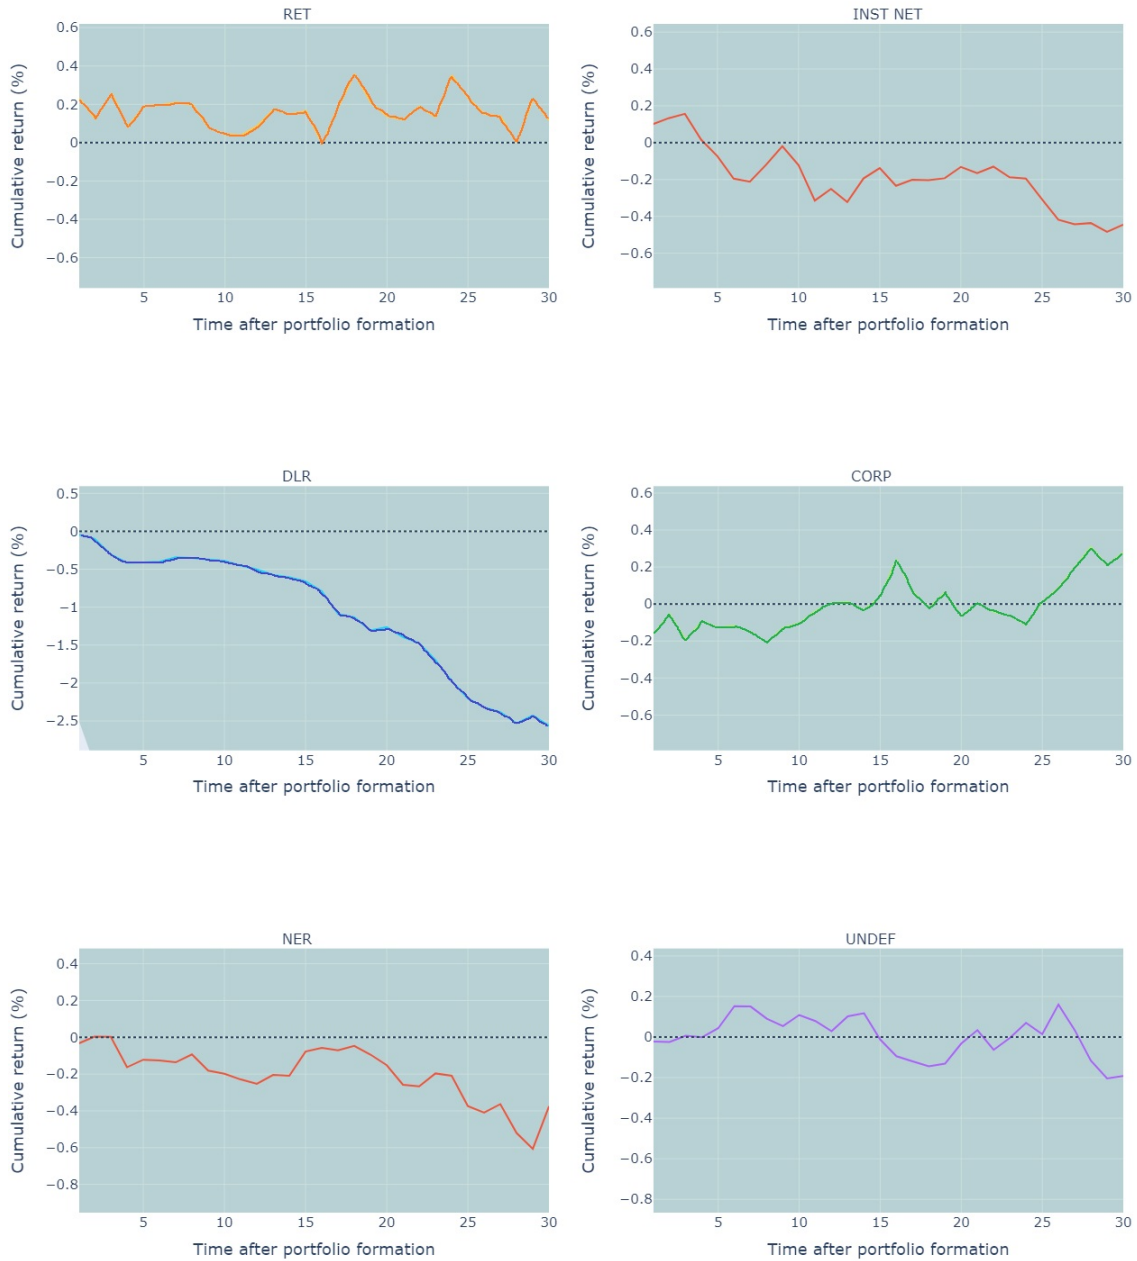 RET
0.6
0.4
0.2
0
−0.2
−0.4
−0.6
Cumulative return (%)
5 10 15 20 25 30
Time after portfolio formation
INST NET
0.6
0.4
0.2
0
−0.2
−0.4
−0.6
Cumulative return (%)
5 10 15 20 25 30
Time after portfolio formation
DLR
0.5
0
−0.5
−1
−1.5
−2
−2.5
Cumulative return (%)
5 10 15 20 25 30
Time after portfolio formation
CORP
0.6
0.4
0.2
0
−0.2
−0.4
−0.6
Cumulative return (%)
5 10 15 20 25 30
Time after portfolio formation
NER
0.4
0.2
0
−0.2
−0.4
−0.6
−0.8
Cumulative return (%)
5 10 15 20 25 30
Time after portfolio formation
UNDEF
0.4
0.2
0
−0.2
−0.4
−0.6
−0.8
Cumulative return (%)
5 10 15 20 25 30
Time after portfolio formation